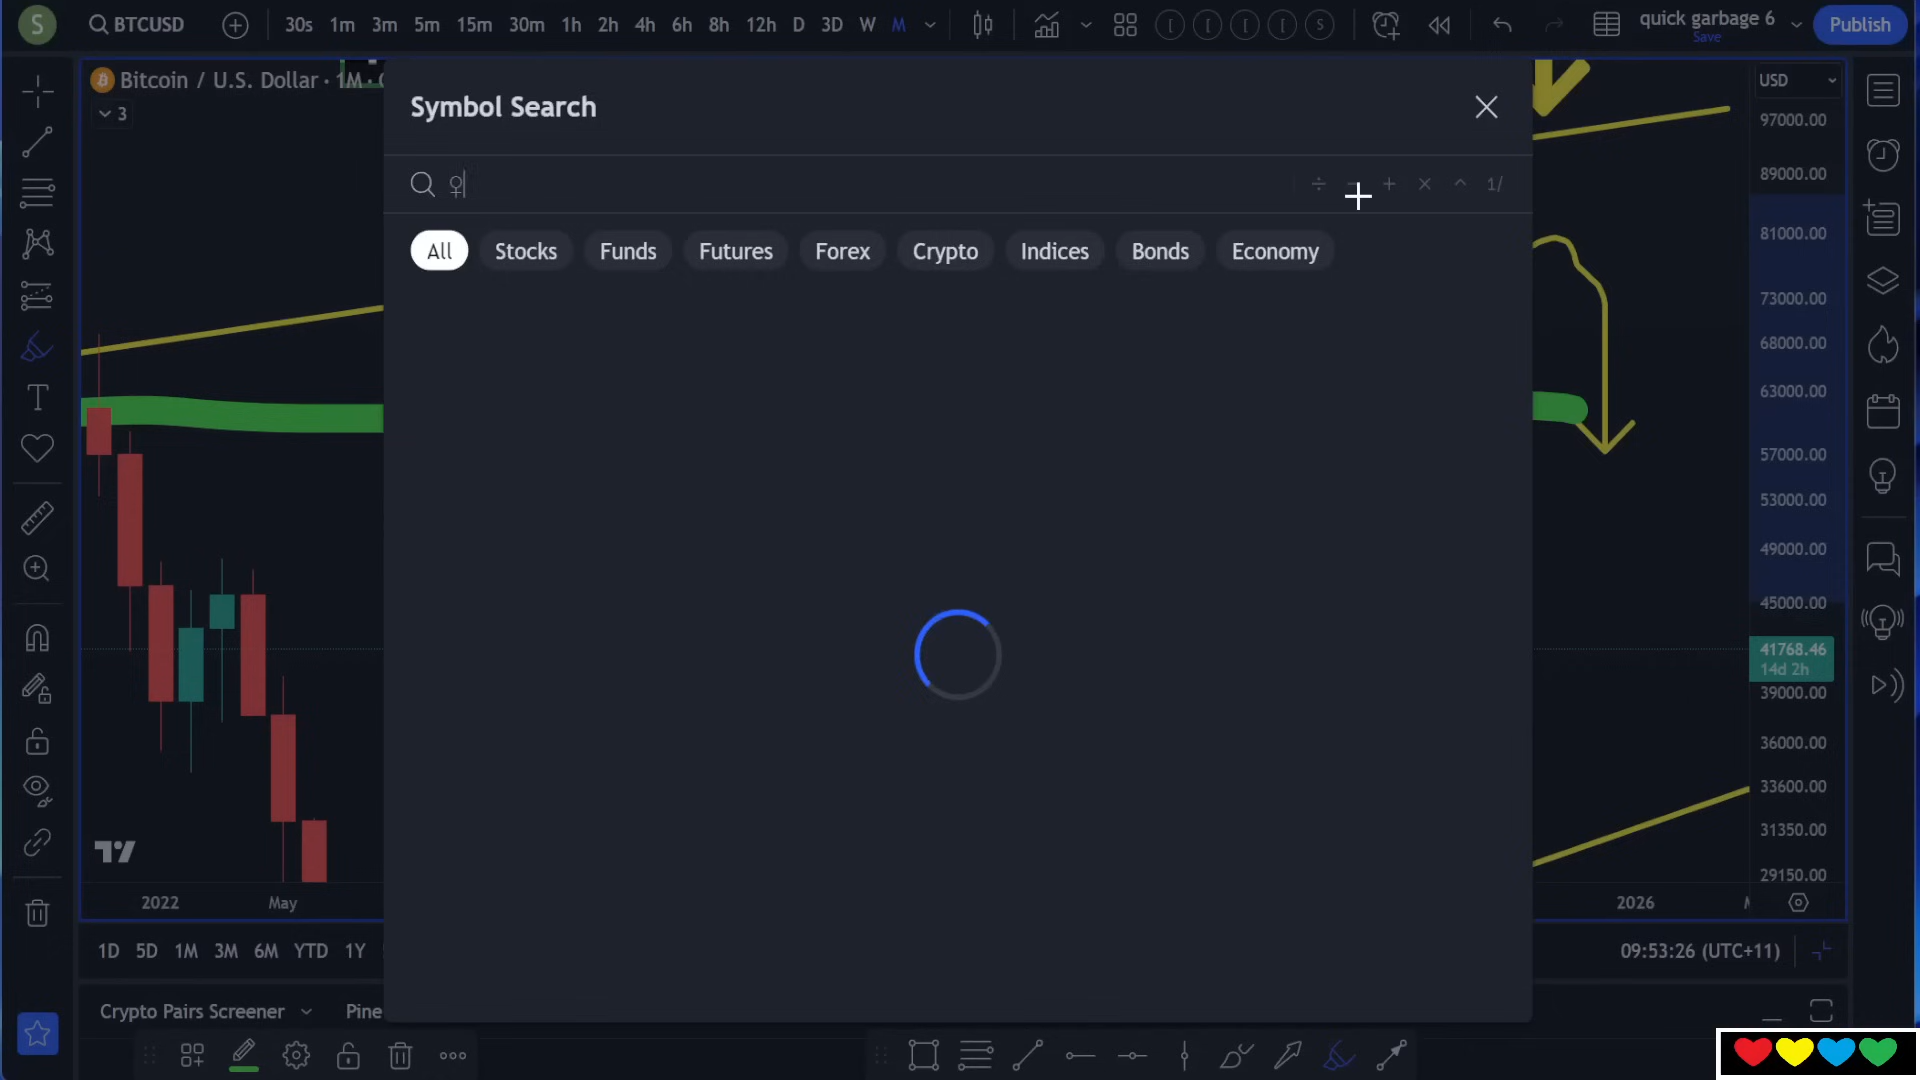 S BTCUSD 30s 1m 3m 5m 15m 30m 1h 2h 4h 6h 8h 12h D 3D W M S quick garbage 6 Save Publish
Bitcoin / U.S. Dollar · 1M ·
3
Symbol Search
♀ ÷ − + × ^ 1/
All Stocks Funds Futures Forex Crypto Indices Bonds Economy
USD
97000.00
89000.00
81000.00
73000.00
68000.00
63000.00
57000.00
53000.00
49000.00
45000.00
41768.46
14d 2h
39000.00
36000.00
33600.00
31350.00
29150.00
2022 May 2026
1D 5D 1M 3M 6M YTD 1Y 09:53:26 (UTC+11)
Crypto Pairs Screener Pine